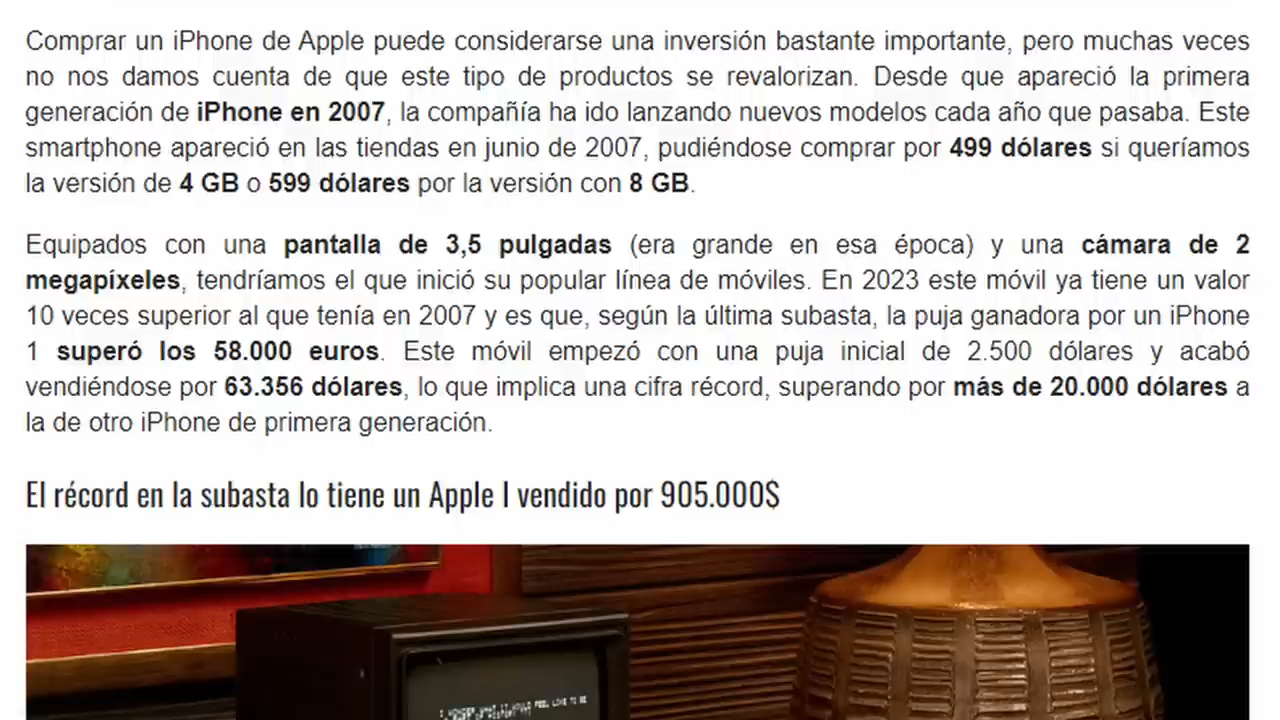 Comprar un iPhone de Apple puede considerarse una inversión bastante importante, pero muchas veces
no nos damos cuenta de que este tipo de productos se revalorizan. Desde que apareció la primera
generación de iPhone en 2007, la compañía ha ido lanzando nuevos modelos cada año que pasaba. Este
smartphone apareció en las tiendas en junio de 2007, pudiéndose comprar por 499 dólares si queríamos
la versión de 4 GB o 599 dólares por la versión con 8 GB.
Equipados con una pantalla de 3,5 pulgadas (era grande en esa época) y una cámara de 2
megapíxeles, tendríamos el que inició su popular línea de móviles. En 2023 este móvil ya tiene un valor
10 veces superior al que tenía en 2007 y es que, según la última subasta, la puja ganadora por un iPhone
1 superó los 58.000 euros. Este móvil empezó con una puja inicial de 2.500 dólares y acabó
vendiéndose por 63.356 dólares, lo que implica una cifra récord, superando por más de 20.000 dólares a
la de otro iPhone de primera generación.
El récord en la subasta lo tiene un Apple I vendido por 905.000$
I WONDER WHAT IT WOULD FEEL LIKE TO BE